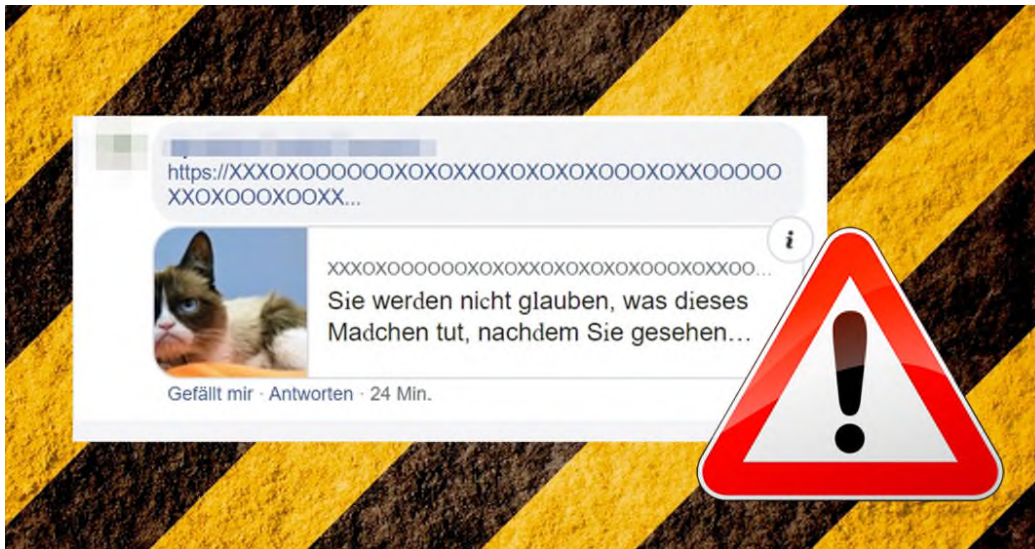 https://XXXOXOOOOOOXOXOXXOXOXOXOXOOOXOXXOOOOO
XXOXOOOXOOXX...
i
XXXOXOOOOOOXOXOXXOXOXOXOXOOOXOXXOO...
Sie werden nicht glauben, was dieses
Madchen tut, nachdem Sie gesehen...
Gefällt mir · Antworten · 24 Min.